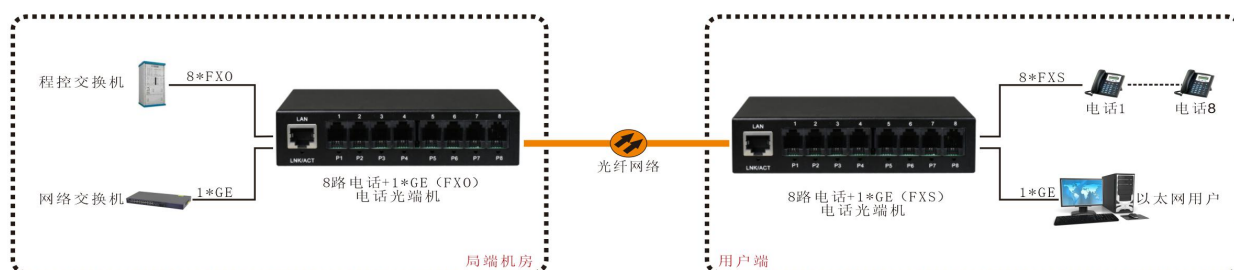 程控交换机
8*FXO
网络交换机
1*GE
LAN
1 2 3 4 5 6 7 8
LNK/ACT
P1 P2 P3 P4 P5 P6 P7 P8
8路电话+1*GE（FXO）
电话光端机
局端机房
光纤网络
LAN
1 2 3 4 5 6 7 8
LNK/ACT
P1 P2 P3 P4 P5 P6 P7 P8
8路电话+1*GE（FXS）
电话光端机
8*FXS
电话1
电话8
1*GE
以太网用户
用户端